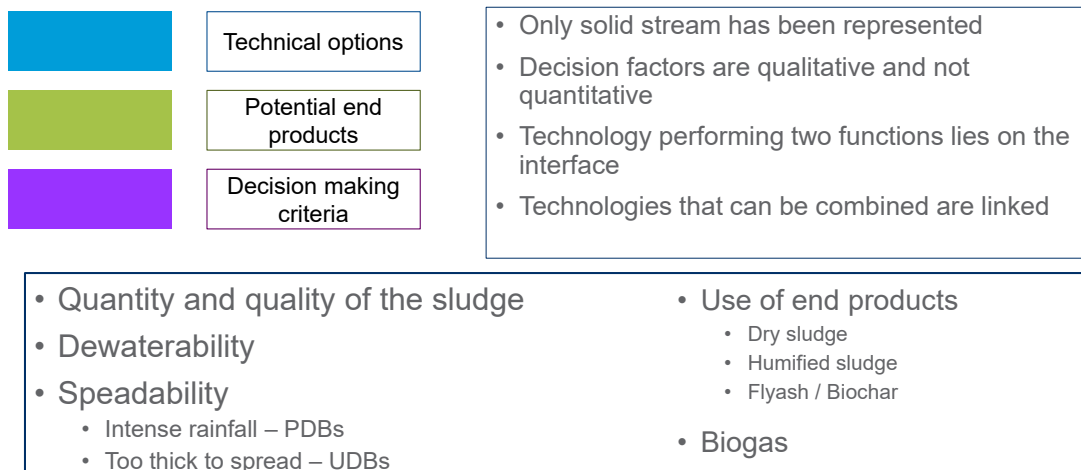 Technical options
Potential end
products
Decision making
criteria
• Only solid stream has been represented
• Decision factors are qualitative and not
quantitative
• Technology performing two functions lies on the
interface
• Technologies that can be combined are linked
• Quantity and quality of the sludge
• Dewaterability
• Speadability
• Intense rainfall – PDBs
• Too thick to spread – UDBs
• Use of end products
• Dry sludge
• Humified sludge
• Flyash / Biochar
• Biogas